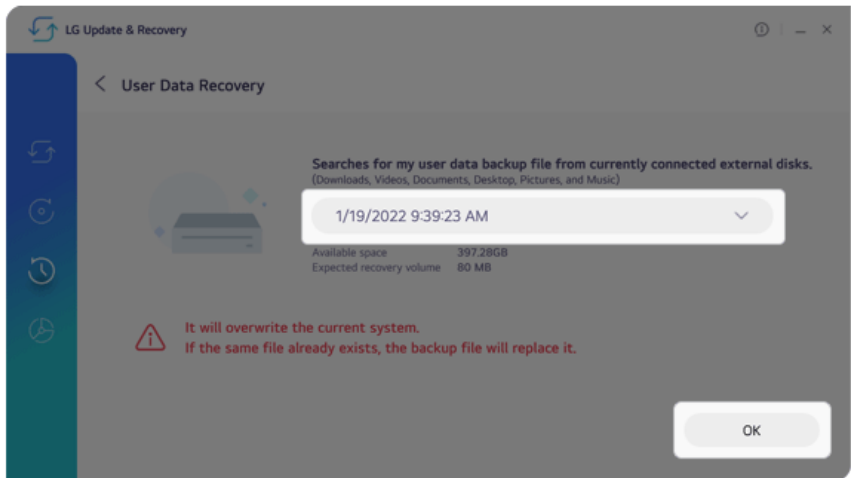 LG Update & Recovery
User Data Recovery
Searches for my user data backup file from currently connected external disks.
(Downloads, Videos, Documents, Desktop, Pictures, and Music)
1/19/2022 9:39:23 AM
Available space 397.28GB
Expected recovery volume 80 MB
It will overwrite the current system.
If the same file already exists, the backup file will replace it.
OK